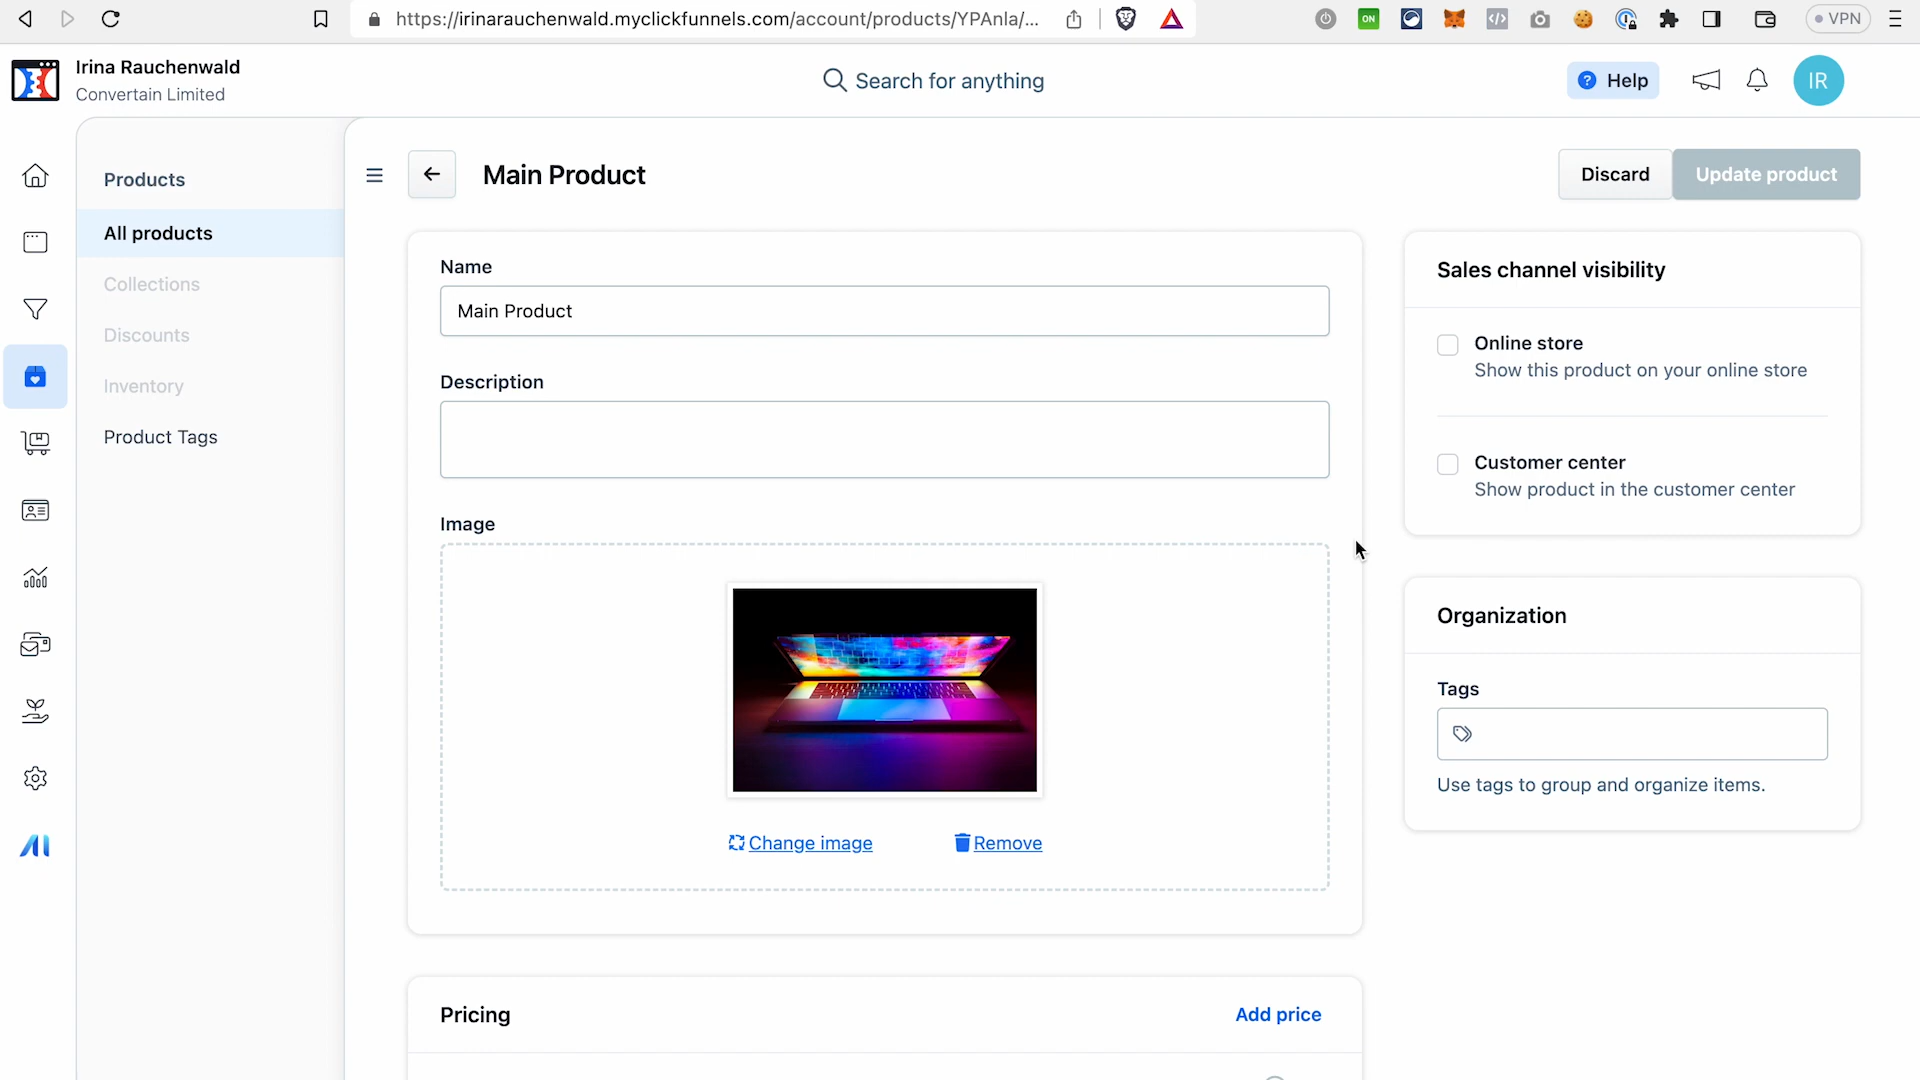 https://irinarauchenwald.myclickfunnels.com/account/products/YPAnla/...
ON
VPN
Irina Rauchenwald
Convertain Limited
Search for anything
? Help
IR
Products
All products
Collections
Discounts
Inventory
Product Tags
Main Product
Discard
Update product
Name
Main Product
Description
Image
Change image
Remove
Pricing
Add price
Sales channel visibility
Online store
Show this product on your online store
Customer center
Show product in the customer center
Organization
Tags
Use tags to group and organize items.
AI